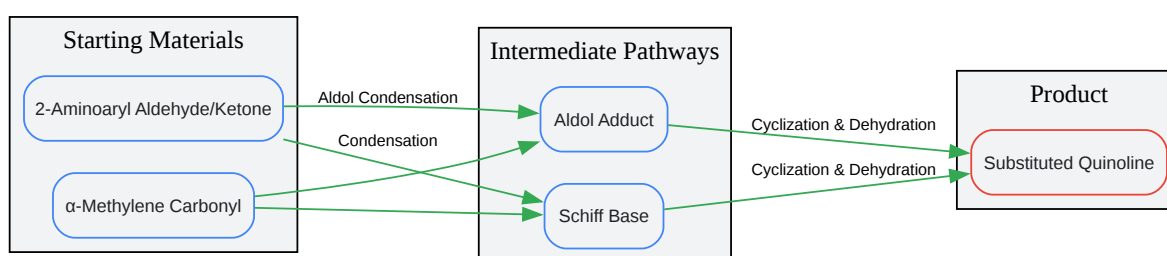 Starting Materials
2-Aminoaryl Aldehyde/Ketone
α-Methylene Carbonyl
Aldol Condensation
Condensation
Intermediate Pathways
Aldol Adduct
Schiff Base
Cyclization & Dehydration
Cyclization & Dehydration
Product
Substituted Quinoline